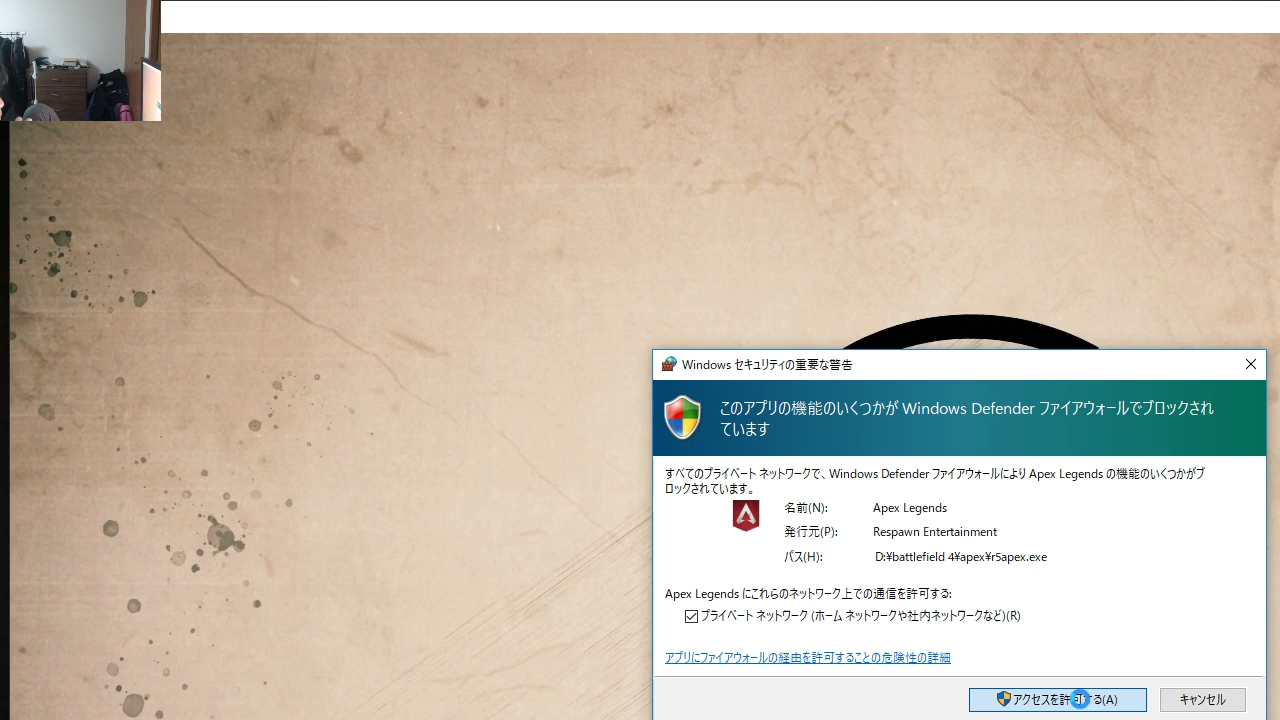 Windows セキュリティの重要な警告
このアプリの機能のいくつかが Windows Defender ファイアウォールでブロックされ
ています
すべてのプライベート ネットワークで、Windows Defender ファイアウォールにより Apex Legends の機能のいくつかがブ
ロックされています。
名前(N): Apex Legends
発行元(P): Respawn Entertainment
パス(H): D:¥battlefield 4¥apex¥r5apex.exe
Apex Legends にこれらのネットワーク上での通信を許可する:
プライベート ネットワーク (ホーム ネットワークや社内ネットワークなど)(R)
アプリにファイアウォールの経由を許可することの危険性の詳細
アクセスを許可する(A) キャンセル